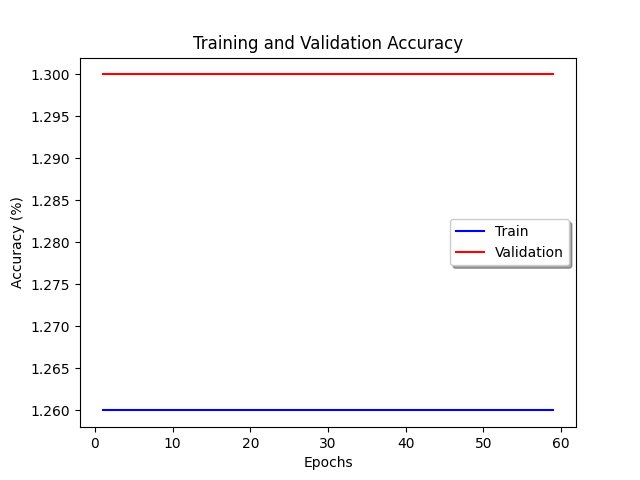 Training and Validation Accuracy
1.300
1.295
1.290
1.285
1.280
1.275
1.270
1.265
1.260
Accuracy (%)
Train
Validation
0 10 20 30 40 50 60
Epochs